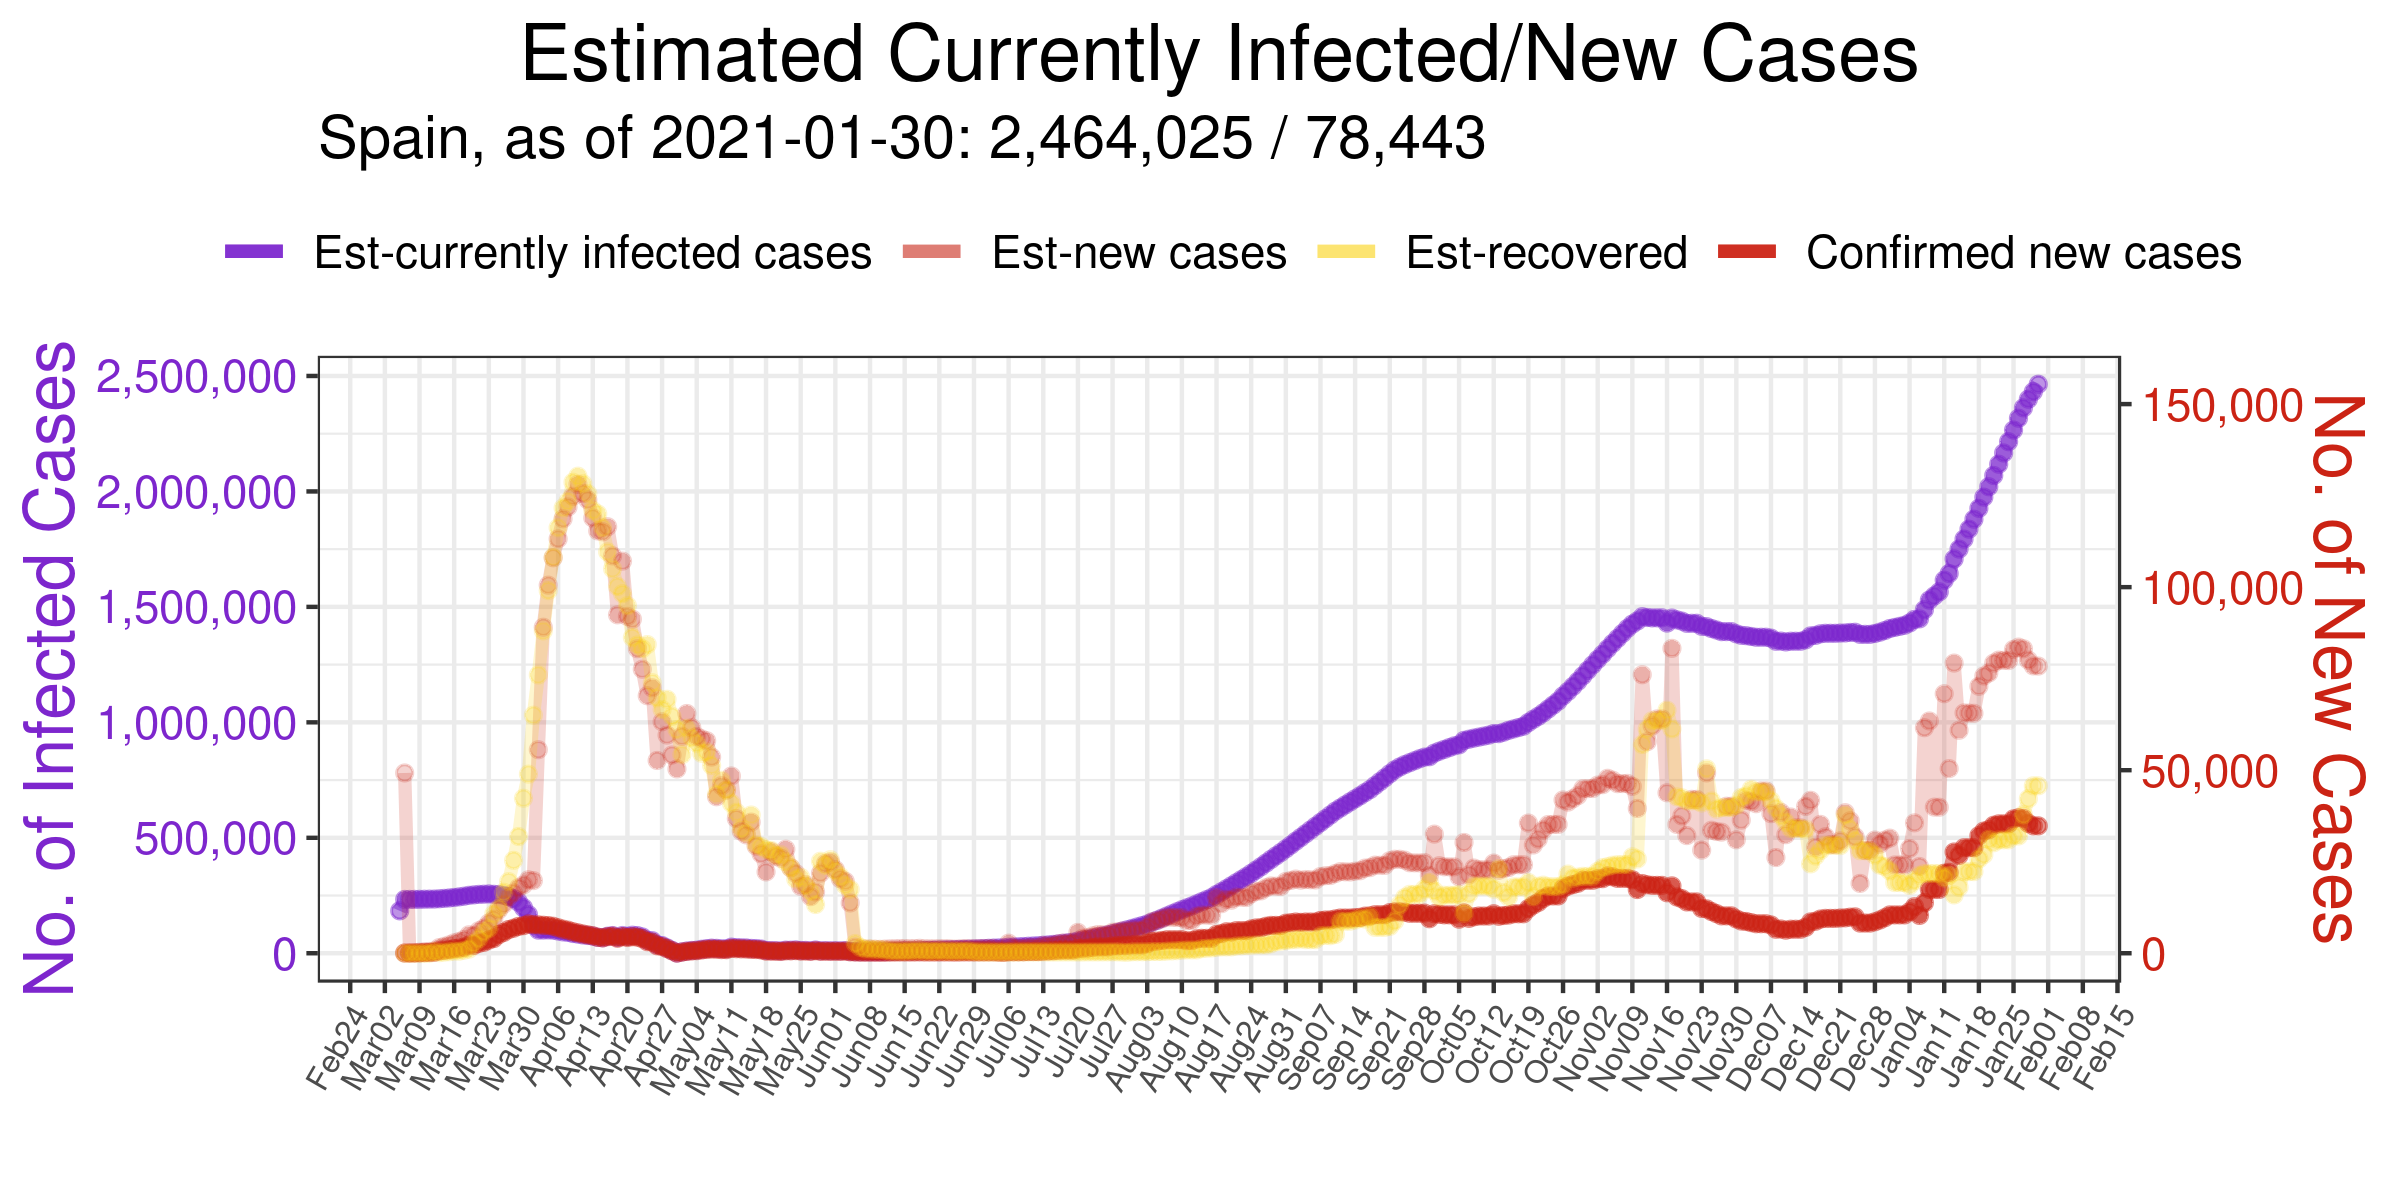 Estimated Currently Infected/New Cases
Spain, as of 2021-01-30: 2,464,025 / 78,443
Est-currently infected cases Est-new cases Est-recovered Confirmed new cases
No. of Infected Cases
2,500,000
2,000,000
1,500,000
1,000,000
500,000
0
150,000
100,000
50,000
0
No. of New Cases
Feb24 Mar02 Mar09 Mar16 Mar23 Mar30 Apr06 Apr13 Apr20 Apr27 May04 May11 May18 May25 Jun01 Jun08 Jun15 Jun22 Jun29 Jul06 Jul13 Jul20 Jul27 Aug03 Aug10 Aug17 Aug24 Aug31 Sep07 Sep14 Sep21 Sep28 Oct05 Oct12 Oct19 Oct26 Nov02 Nov09 Nov16 Nov23 Nov30 Dec07 Dec14 Dec21 Dec28 Jan04 Jan11 Jan18 Jan25 Feb01 Feb08 Feb15